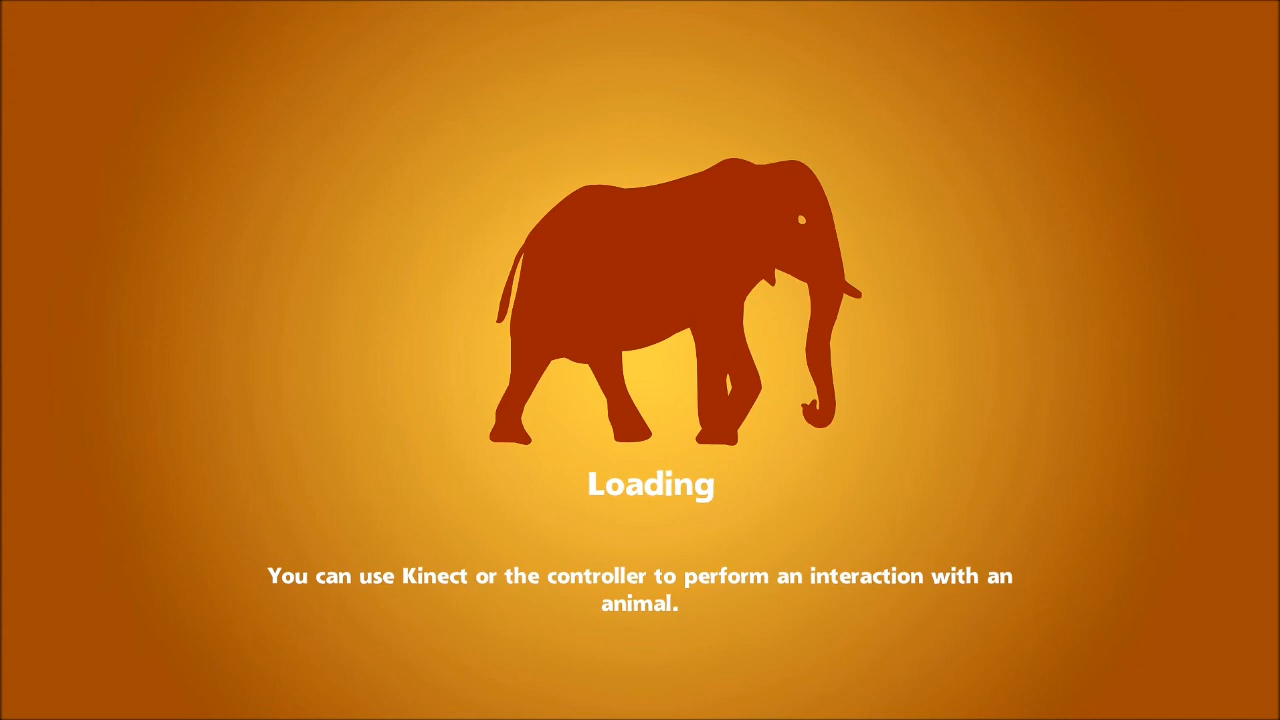 Loading
You can use Kinect or the controller to perform an interaction with an
animal.